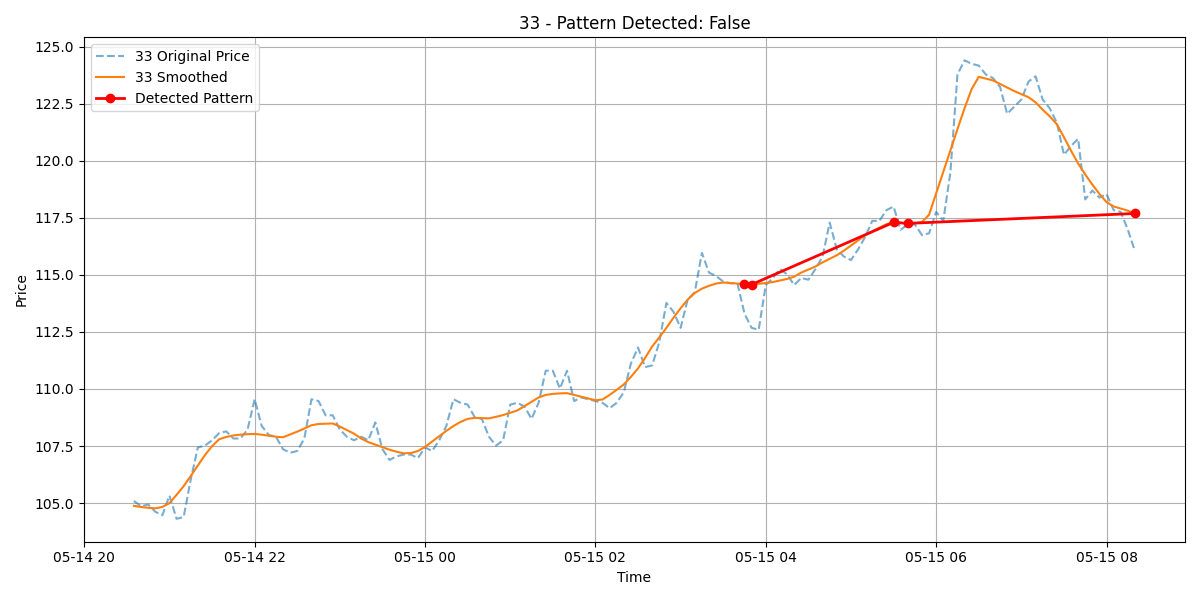 33 - Pattern Detected: False
33 Original Price
33 Smoothed
Detected Pattern
Price
125.0
122.5
120.0
117.5
115.0
112.5
110.0
107.5
105.0
05-14 20
05-14 22
05-15 00
05-15 02
05-15 04
05-15 06
05-15 08
Time